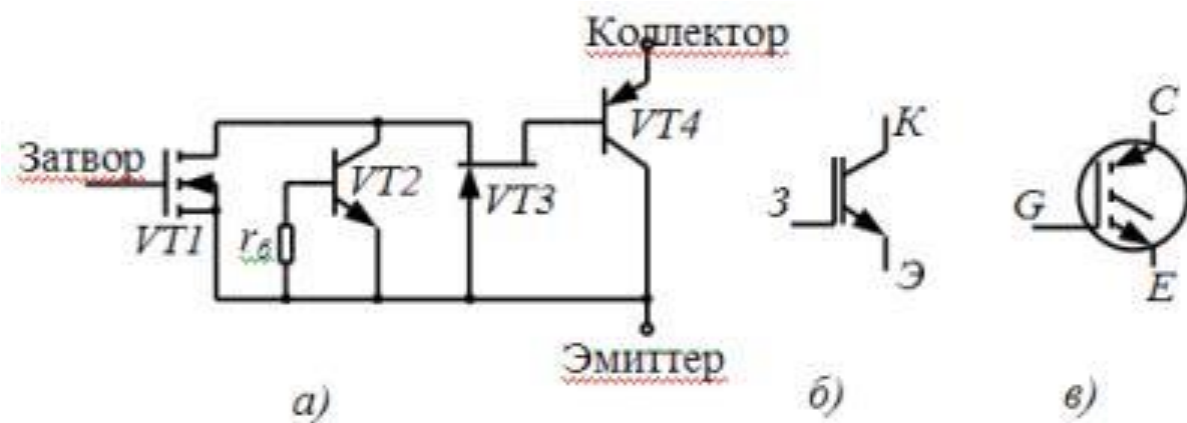 Коллектор
Затвор
VT1
rб
VT2
VT3
VT4
Эмиттер
а)
З
К
Э
б)
G
C
E
в)